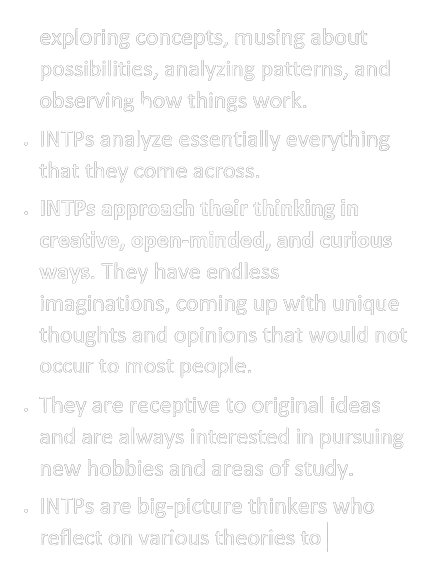 exploring concepts, musing about
possibilities, analyzing patterns, and
observing how things work.
• INTPs analyze essentially everything
that they come across.
• INTPs approach their thinking in
creative, open-minded, and curious
ways. They have endless
imaginations, coming up with unique
thoughts and opinions that would not
occur to most people.
• They are receptive to original ideas
and are always interested in pursuing
new hobbies and areas of study.
• INTPs are big-picture thinkers who
reflect on various theories to